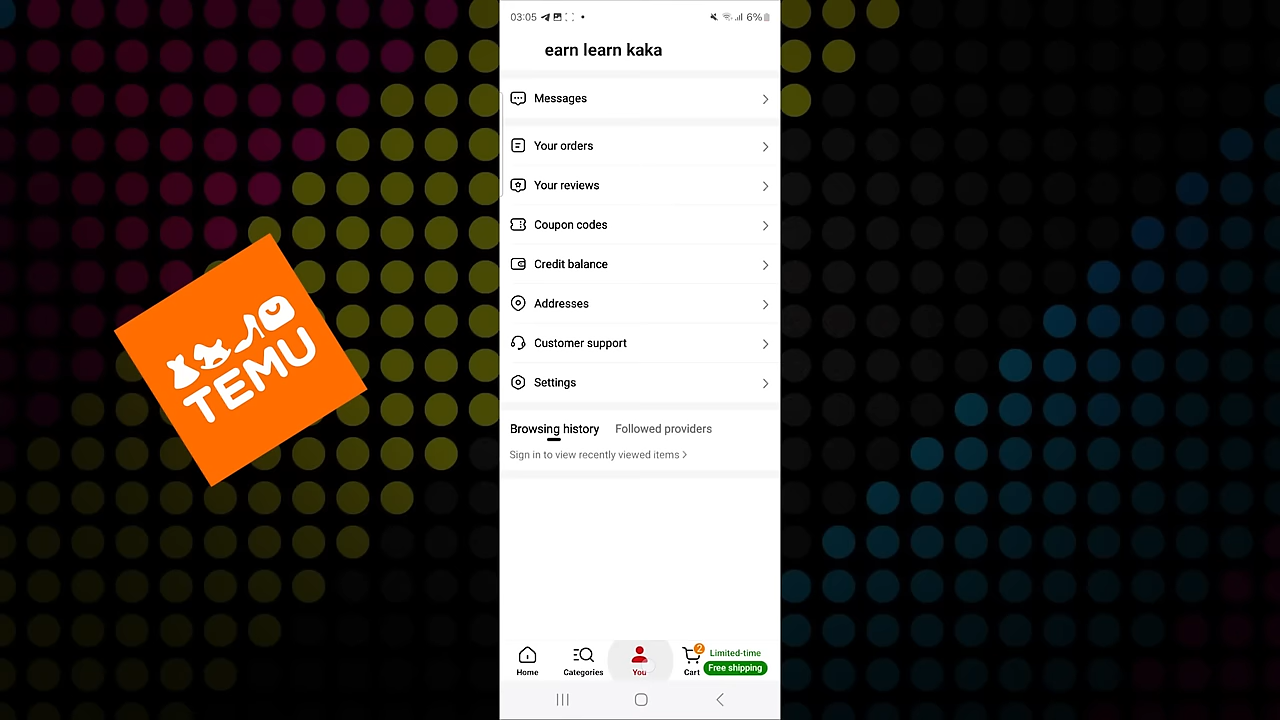 03:05
6%
earn learn kaka
Messages
Your orders
Your reviews
Coupon codes
Credit balance
Addresses
Customer support
Settings
Browsing history
Followed providers
Sign in to view recently viewed items >
TEMU
Home
Categories
You
2
Cart
Limited-time
Free shipping